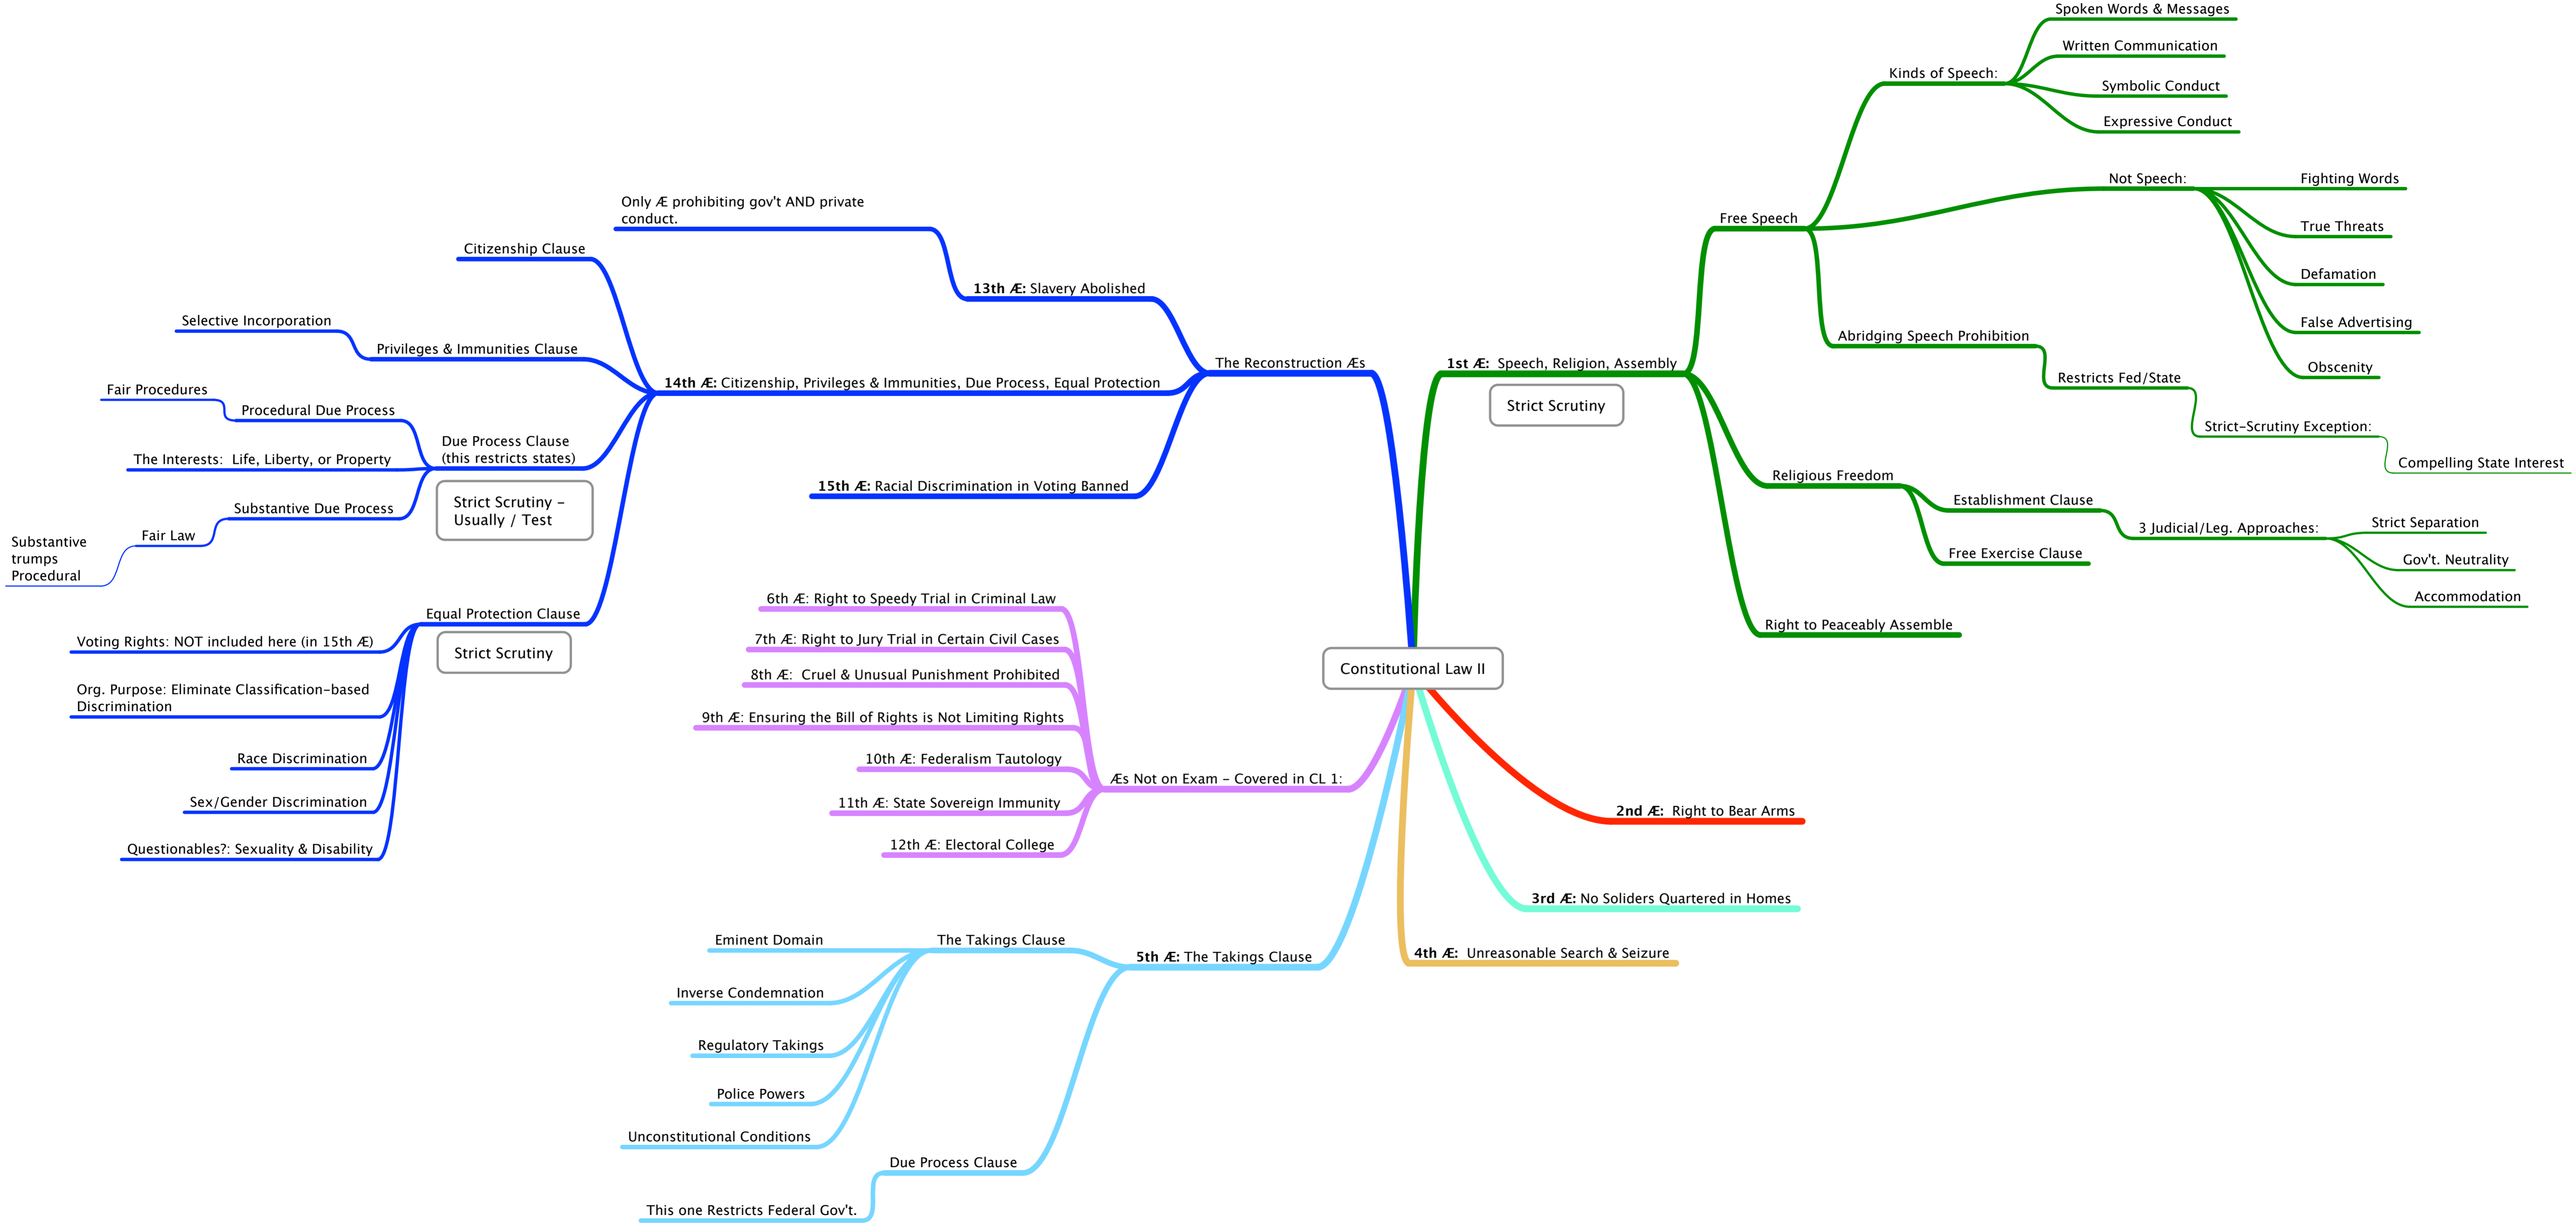 Constitutional Law II
1st Æ:  Speech, Religion, Assembly
Strict Scrutiny
Free Speech
Kinds of Speech:
Spoken Words & Messages
Written Communication
Symbolic Conduct
Expressive Conduct
Not Speech:
Fighting Words
True Threats
Defamation
False Advertising
Obscenity
Abridging Speech Prohibition
Restricts Fed/State
Strict-Scrutiny Exception:
Compelling State Interest
Religious Freedom
Establishment Clause
3 Judicial/Leg. Approaches:
Strict Separation
Gov't. Neutrality
Accommodation
Free Exercise Clause
Right to Peaceably Assemble
2nd Æ:  Right to Bear Arms
3rd Æ: No Soliders Quartered in Homes
4th Æ:  Unreasonable Search & Seizure
5th Æ: The Takings Clause
The Takings Clause
Eminent Domain
Inverse Condemnation
Regulatory Takings
Police Powers
Unconstitutional Conditions
Due Process Clause
This one Restricts Federal Gov't.
Æs Not on Exam - Covered in CL 1:
6th Æ: Right to Speedy Trial in Criminal Law
7th Æ: Right to Jury Trial in Certain Civil Cases
8th Æ:  Cruel & Unusual Punishment Prohibited
9th Æ: Ensuring the Bill of Rights is Not Limiting Rights
10th Æ: Federalism Tautology
11th Æ: State Sovereign Immunity
12th Æ: Electoral College
The Reconstruction Æs
13th Æ: Slavery Abolished
Only Æ prohibiting gov't AND private
conduct.
14th Æ: Citizenship, Privileges & Immunities, Due Process, Equal Protection
Citizenship Clause
Privileges & Immunities Clause
Selective Incorporation
Due Process Clause
(this restricts states)
Strict Scrutiny -
Usually / Test
Procedural Due Process
Fair Procedures
The Interests:  Life, Liberty, or Property
Substantive Due Process
Fair Law
Substantive
trumps
Procedural
Equal Protection Clause
Strict Scrutiny
Voting Rights: NOT included here (in 15th Æ)
Org. Purpose: Eliminate Classification-based
Discrimination
Race Discrimination
Sex/Gender Discrimination
Questionables?: Sexuality & Disability
15th Æ: Racial Discrimination in Voting Banned